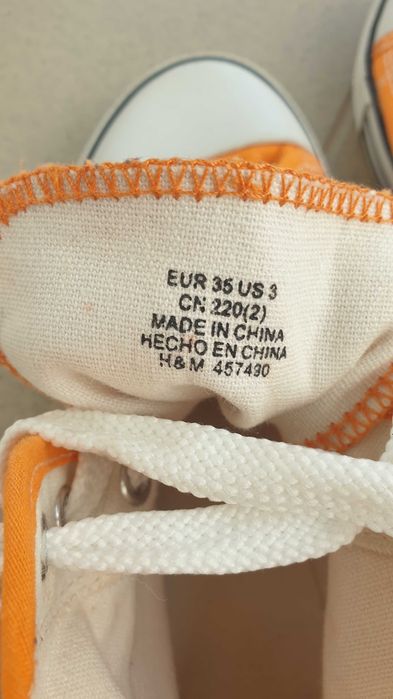 EUR 35 US 3
CN 220(2)
MADE IN CHINA
HECHO EN CHINA
H&M 457490